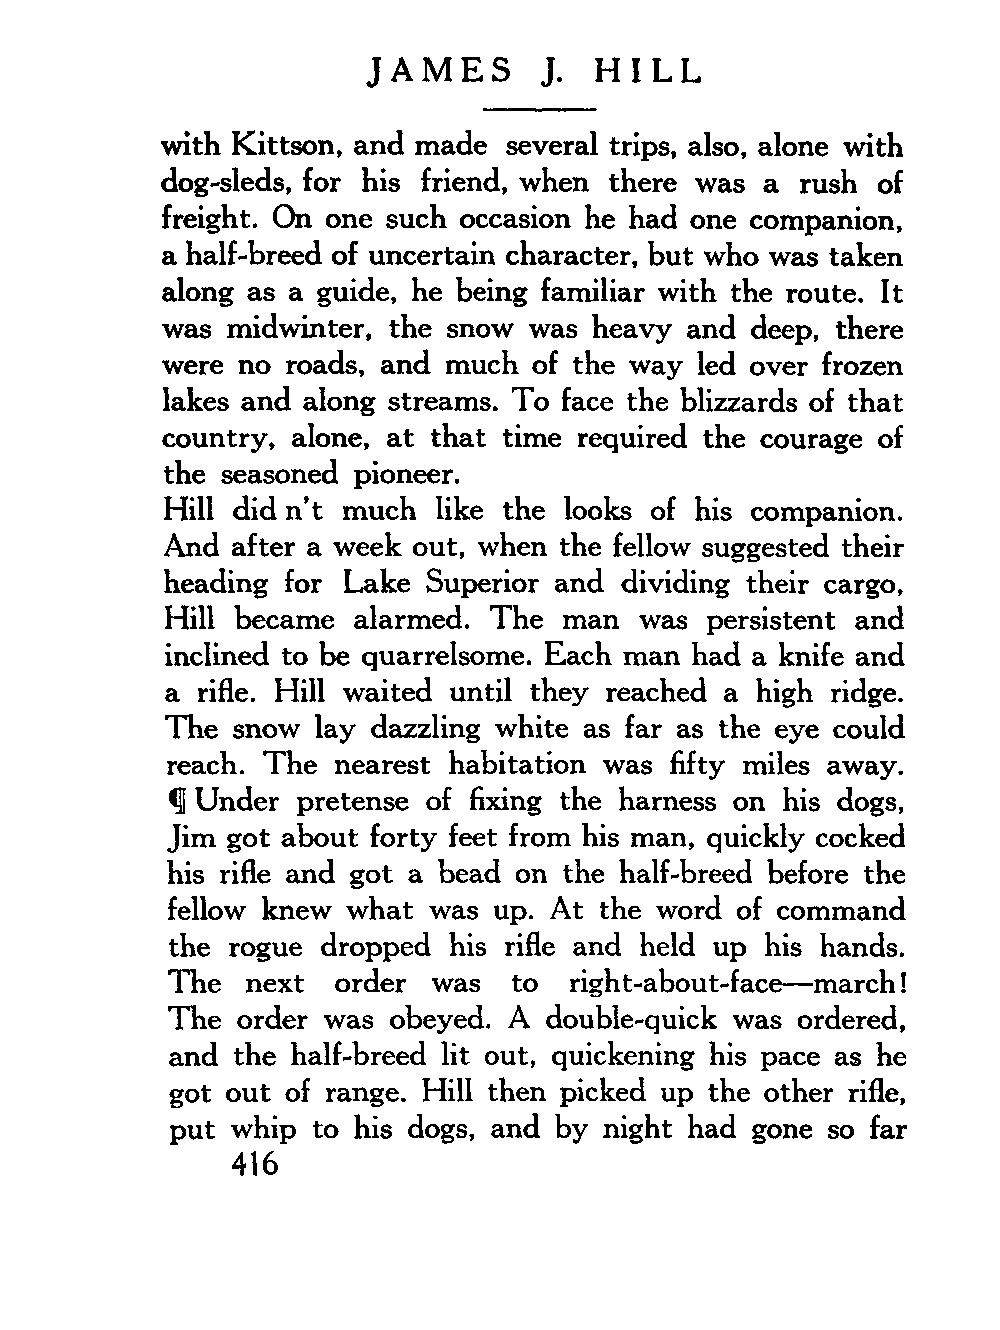 JAMES J. HILL
with Kittson, and made several trips, also, alone with
dog-sleds, for his friend, when there was a rush of
freight. On one such occasion he had one companion,
a half-breed of uncertain character, but who was taken
along as a guide, he being familiar with the route. It
was midwinter, the snow was heavy and deep, there
were no roads, and much of the way led over frozen
lakes and along streams. To face the blizzards of that
country, alone, at that time required the courage of
the seasoned pioneer.
Hill did n't much like the looks of his companion.
And after a week out, when the fellow suggested their
heading for Lake Superior and dividing their cargo,
Hill became alarmed. The man was persistent and
inclined to be quarrelsome. Each man had a knife and
a rifle. Hill waited until they reached a high ridge.
The snow lay dazzling white as far as the eye could
reach. The nearest habitation was fifty miles away.
¶ Under pretense of fixing the harness on his dogs,
Jim got about forty feet from his man, quickly cocked
his rifle and got a bead on the half-breed before the
fellow knew what was up. At the word of command
the rogue dropped his rifle and held up his hands.
The next order was to right-about-face—march!
The order was obeyed. A double-quick was ordered,
and the half-breed lit out, quickening his pace as he
got out of range. Hill then picked up the other rifle,
put whip to his dogs, and by night had gone so far
416